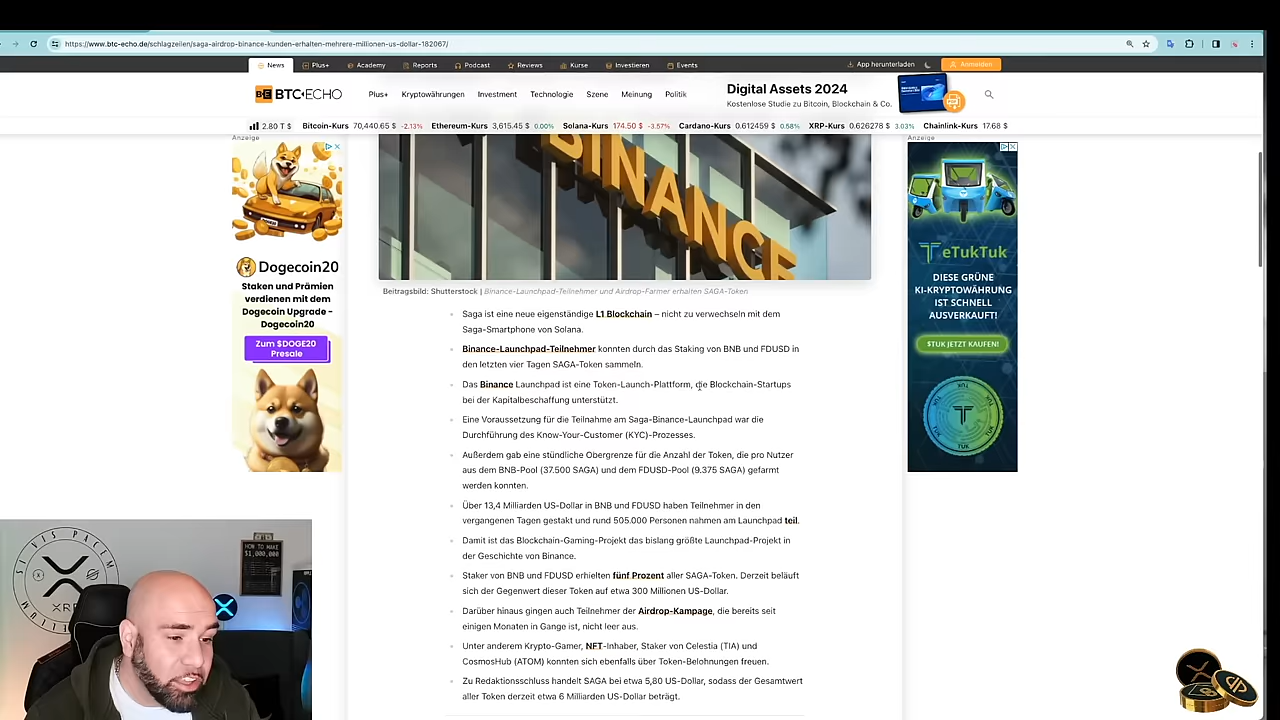 https://www.btc-echo.de/schlagzeilen/saga-airdrop-binance-kunden-erhalten-mehrere-millionen-us-dollar-182067/
News Plus+ Academy Reports Podcast Reviews Kurse Investieren Events App herunterladen Anmelden
BTC-ECHO Plus+ Kryptowährungen Investment Technologie Szene Meinung Politik
Digital Assets 2024
Kostenlose Studie zu Bitcoin, Blockchain & Co.
2.80 T $ Bitcoin-Kurs 70,440.65 $ -2.13% Ethereum-Kurs 3,615.45 $ 0.00% Solana-Kurs 174.50 $ -3.57% Cardano-Kurs 0.612459 $ 0.58% XRP-Kurs 0.626278 $ 3.03% Chainlink-Kurs 17.68 $
Anzeige
Dogecoin20
Staken und Prämien
verdienen mit dem
Dogecoin Upgrade -
Dogecoin20
Zum $DOGE20
Presale
BINANCE
Beitragsbild: Shutterstock | Binance-Launchpad-Teilnehmer und Airdrop-Farmer erhalten SAGA-Token
Saga ist eine neue eigenständige L1 Blockchain – nicht zu verwechseln mit dem
Saga-Smartphone von Solana.
Binance-Launchpad-Teilnehmer konnten durch das Staking von BNB und FDUSD in
den letzten vier Tagen SAGA-Token sammeln.
Das Binance Launchpad ist eine Token-Launch-Plattform, die Blockchain-Startups
bei der Kapitalbeschaffung unterstützt.
Eine Voraussetzung für die Teilnahme am Saga-Binance-Launchpad war die
Durchführung des Know-Your-Customer (KYC)-Prozesses.
Außerdem gab eine stündliche Obergrenze für die Anzahl der Token, die pro Nutzer
aus dem BNB-Pool (37.500 SAGA) und dem FDUSD-Pool (9.375 SAGA) gefarmt
werden konnten.
Über 13,4 Milliarden US-Dollar in BNB und FDUSD haben Teilnehmer in den
vergangenen Tagen gestakt und rund 505.000 Personen nahmen am Launchpad teil.
Damit ist das Blockchain-Gaming-Projekt das bislang größte Launchpad-Projekt in
der Geschichte von Binance.
Staker von BNB und FDUSD erhielten fünf Prozent aller SAGA-Token. Derzeit beläuft
sich der Gegenwert dieser Token auf etwa 300 Millionen US-Dollar.
Darüber hinaus gingen auch Teilnehmer der Airdrop-Kampage, die bereits seit
einigen Monaten in Gange ist, nicht leer aus.
Unter anderem Krypto-Gamer, NFT-Inhaber, Staker von Celestia (TIA) und
CosmosHub (ATOM) konnten sich ebenfalls über Token-Belohnungen freuen.
Zu Redaktionsschluss handelt SAGA bei etwa 5,80 US-Dollar, sodass der Gesamtwert
aller Token derzeit etwa 6 Milliarden US-Dollar beträgt.
Anzeige
eTukTuk
DIESE GRÜNE
KI-KRYPTOWÄHRUNG
IST SCHNELL
AUSVERKAUFT!
$TUK JETZT KAUFEN!
HOW TO MAKE
$1,000,000
XR